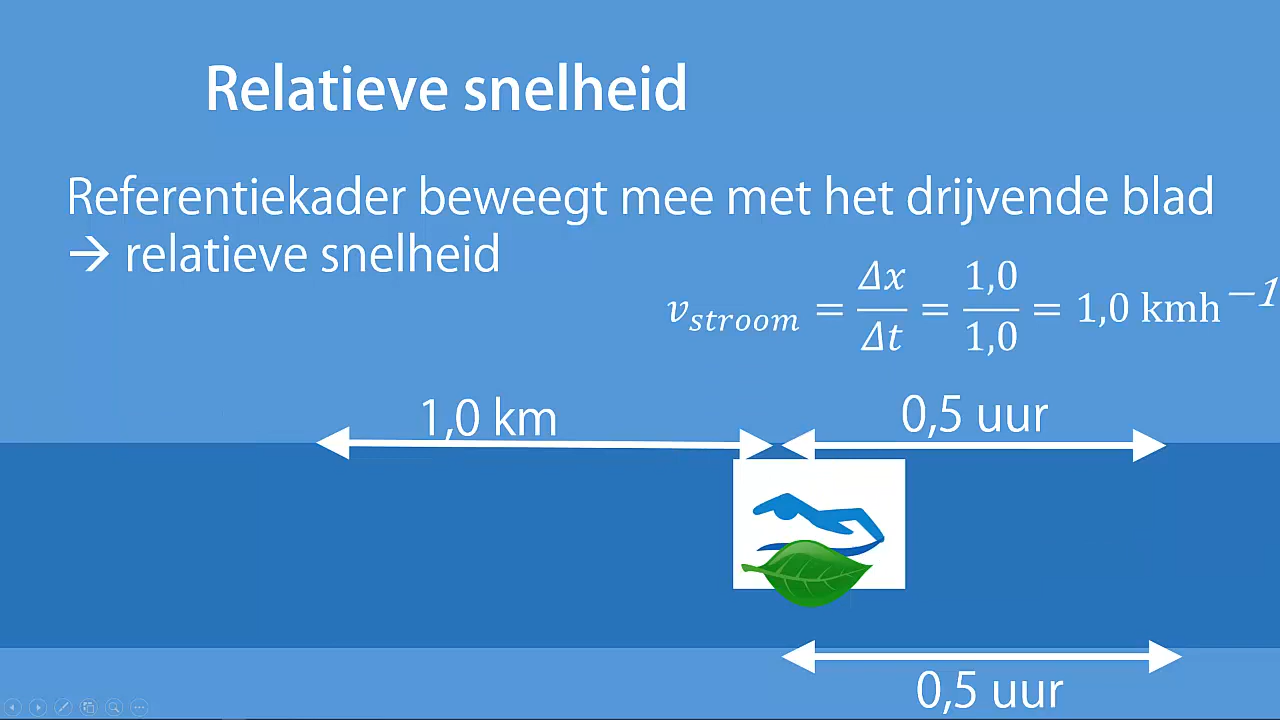 Relatieve snelheid
Referentiekader beweegt mee met het drijvende blad
→ relatieve snelheid
v_stroom = Δx/Δt = 1,0/1,0 = 1,0 kmh⁻¹
1,0 km
0,5 uur
0,5 uur